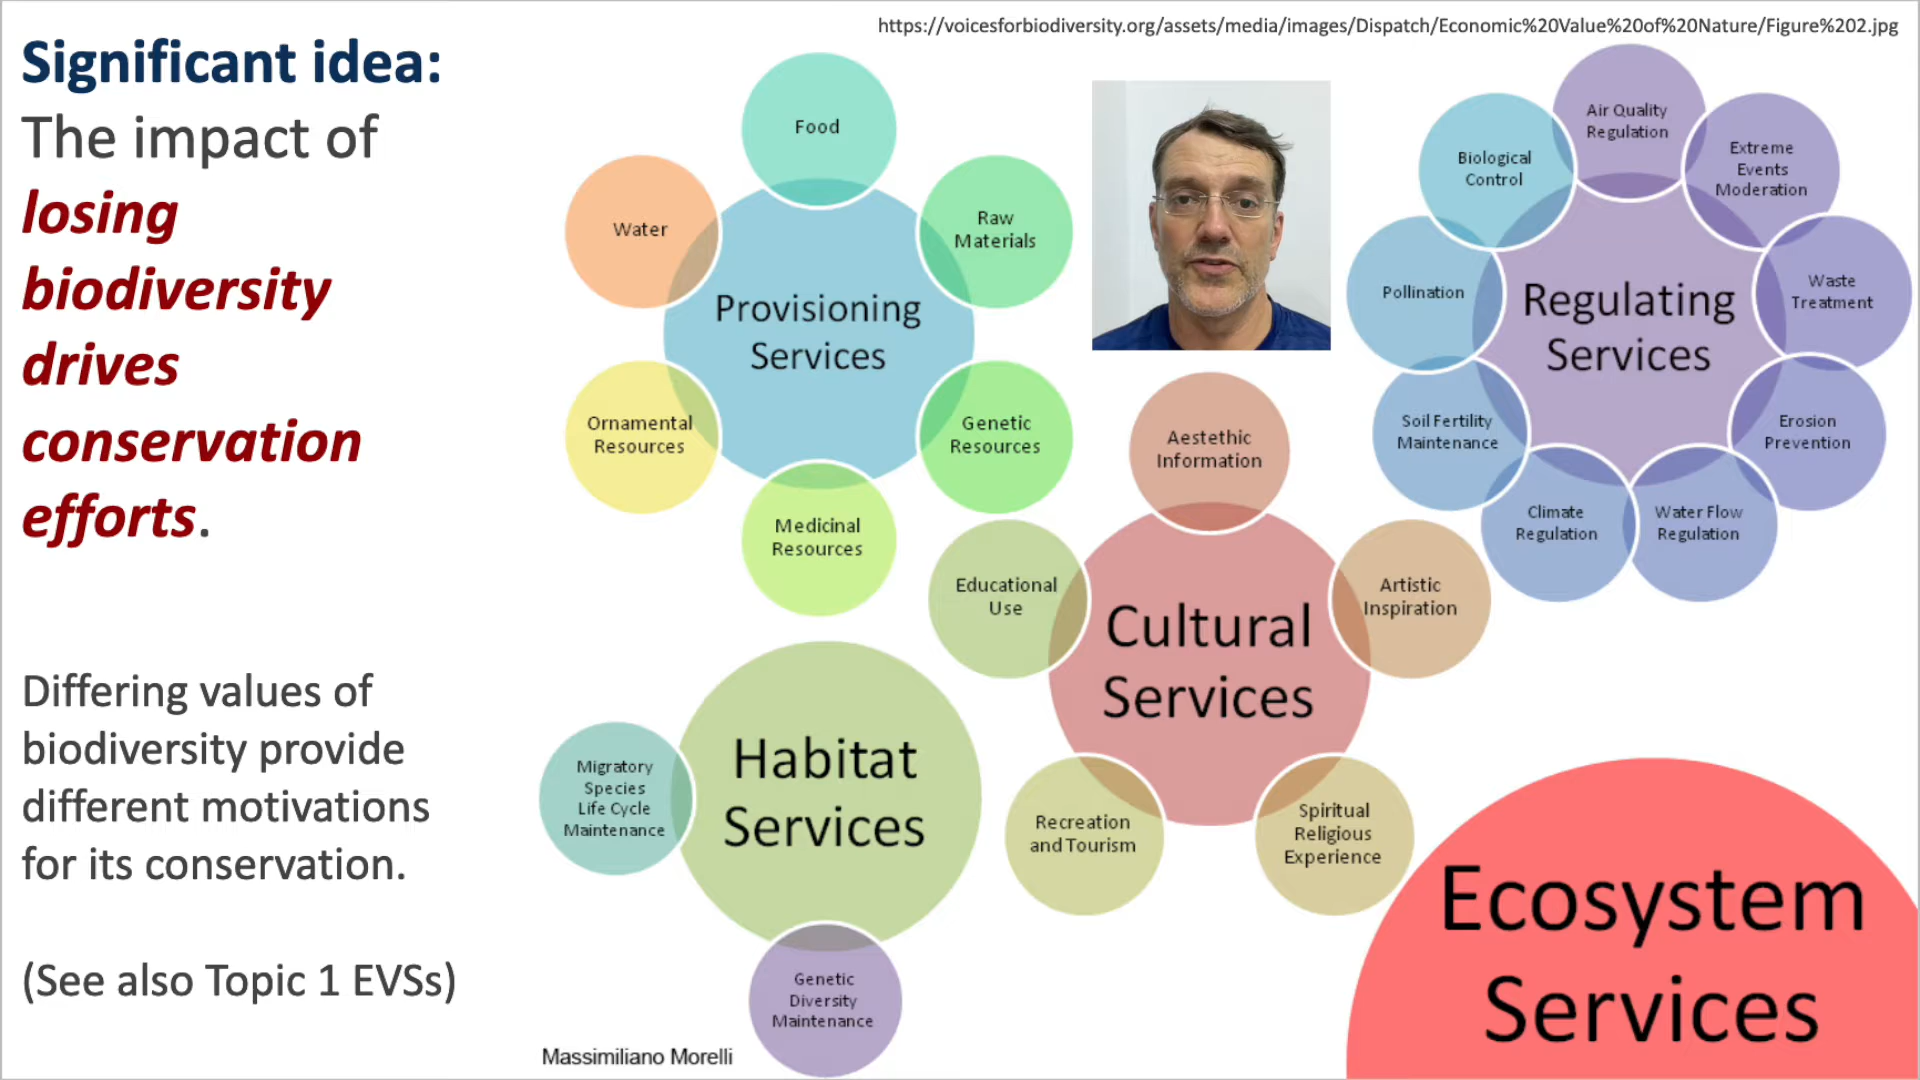 https://voicesforbiodiversity.org/assets/media/images/Dispatch/Economic%20Value%20of%20Nature/Figure%202.jpg
Significant idea:
The impact of
losing
biodiversity
drives
conservation
efforts.
Differing values of
biodiversity provide
different motivations
for its conservation.
(See also Topic 1 EVSs)
Provisioning
Services
Food
Raw
Materials
Genetic
Resources
Medicinal
Resources
Ornamental
Resources
Water
Regulating
Services
Air Quality
Regulation
Extreme
Events
Moderation
Waste
Treatment
Erosion
Prevention
Water Flow
Regulation
Climate
Regulation
Soil Fertility
Maintenance
Pollination
Biological
Control
Cultural
Services
Aestethic
Information
Artistic
Inspiration
Spiritual
Religious
Experience
Recreation
and Tourism
Educational
Use
Habitat
Services
Migratory
Species
Life Cycle
Maintenance
Genetic
Diversity
Maintenance
Ecosystem
Services
Massimiliano Morelli